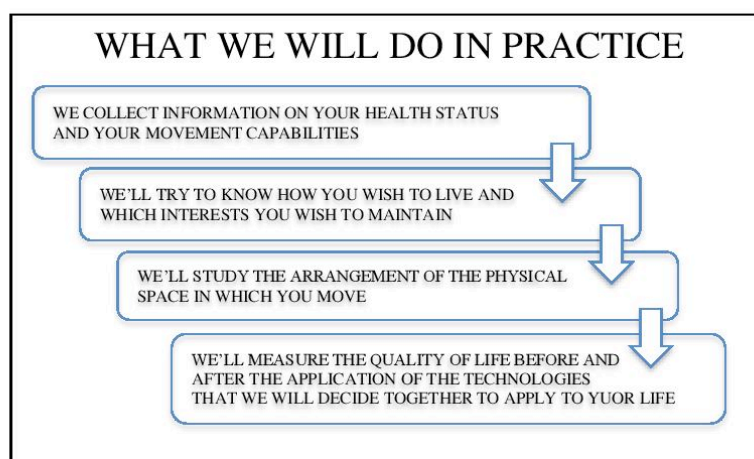 WHAT WE WILL DO IN PRACTICE
WE COLLECT INFORMATION ON YOUR HEALTH STATUS
AND YOUR MOVEMENT CAPABILITIES
WE'LL TRY TO KNOW HOW YOU WISH TO LIVE AND
WHICH INTERESTS YOU WISH TO MAINTAIN
WE'LL STUDY THE ARRANGEMENT OF THE PHYSICAL
SPACE IN WHICH YOU MOVE
WE'LL MEASURE THE QUALITY OF LIFE BEFORE AND
AFTER THE APPLICATION OF THE TECHNOLOGIES
THAT WE WILL DECIDE TOGETHER TO APPLY TO YUOR LIFE